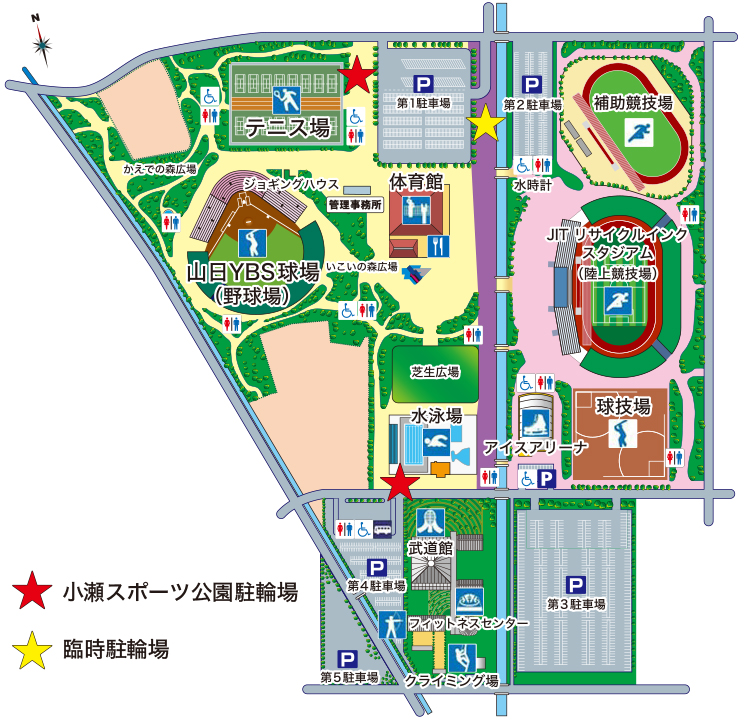 N
P
第1駐車場
P
第2駐車場
補助競技場
テニス場
かえでの森広場
ジョギングハウス
管理事務所
体育館
水時計
JIT リサイクルインク
スタジアム
(陸上競技場)
山日YBS球場
(野球場)
いこいの森広場
芝生広場
水泳場
球技場
アイスアリーナ
P
武道館
P
第4駐車場
P
第3駐車場
フィットネスセンター
P
第5駐車場
クライミング場
小瀬スポーツ公園駐輪場
臨時駐輪場